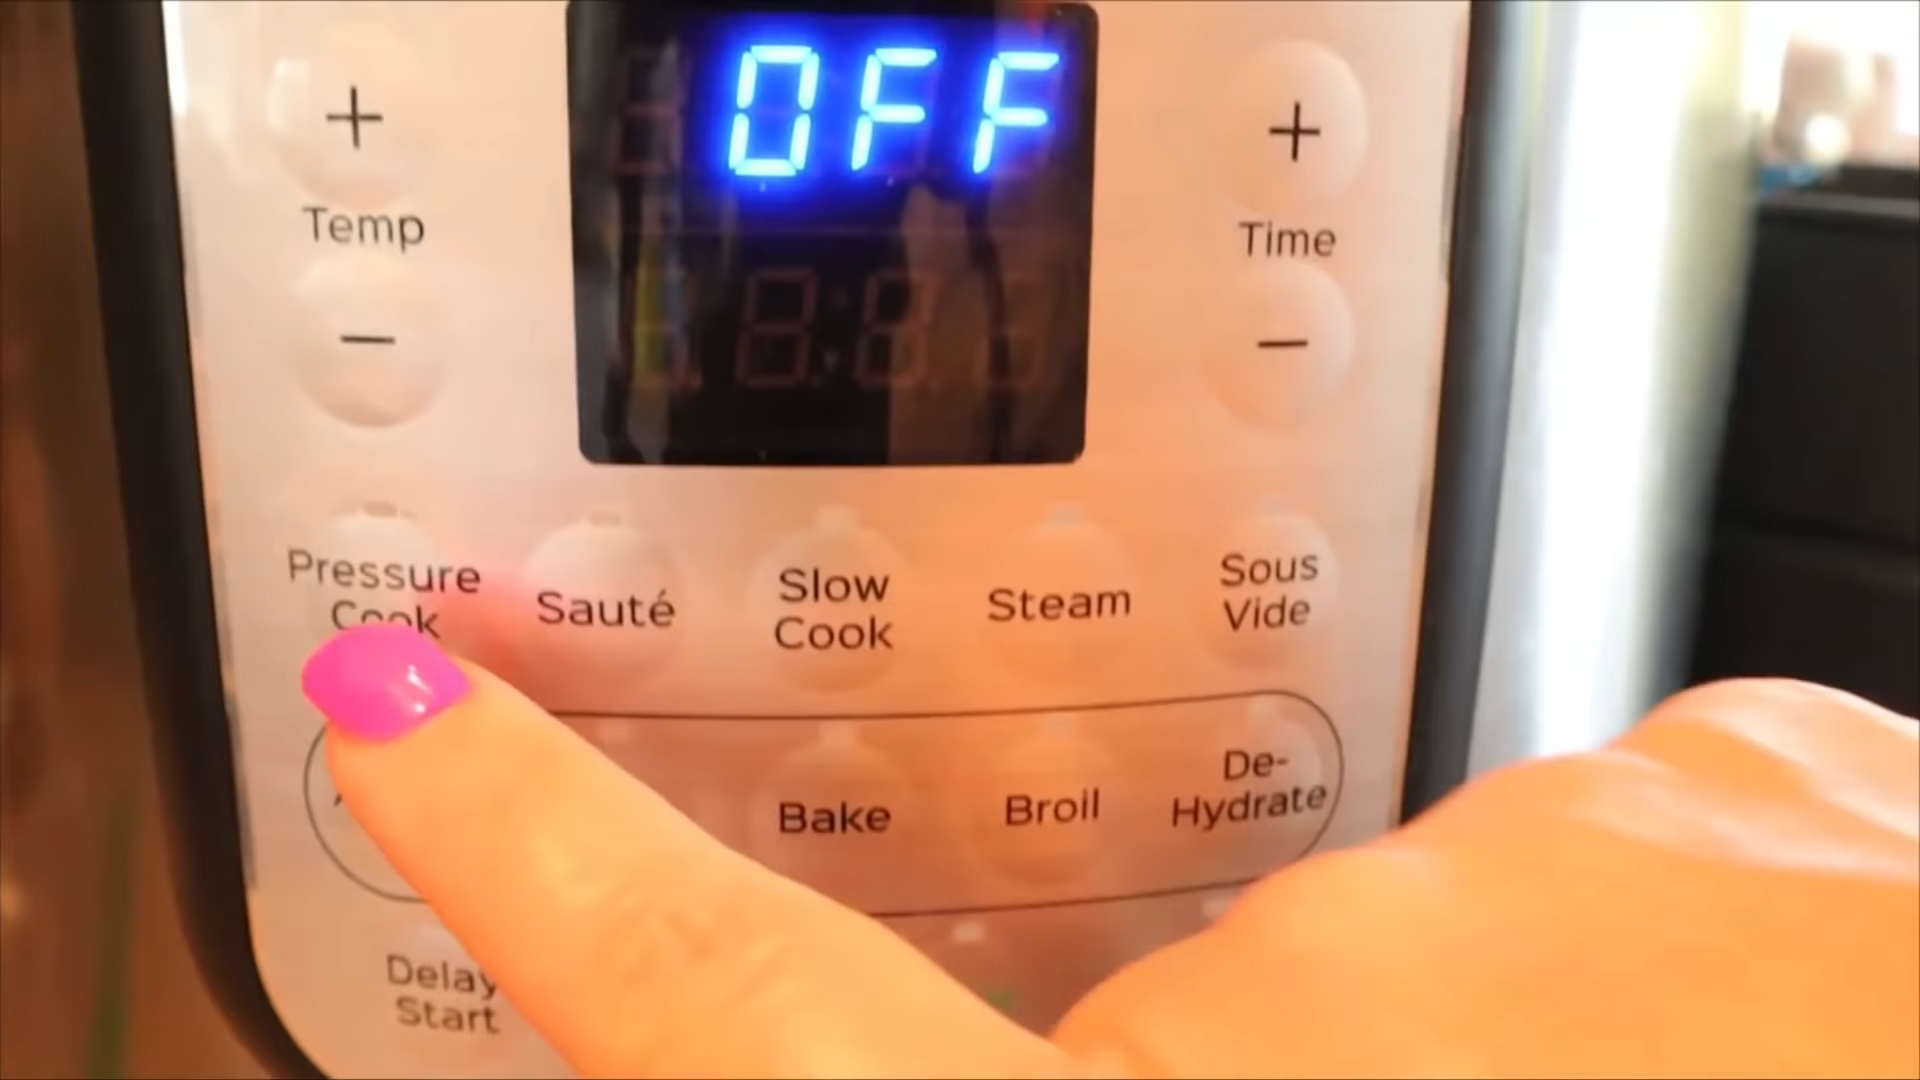 OFF
+
+
Temp
Time
−
−
Pressure
Cook
Sauté
Slow
Cook
Steam
Sous
Vide
Bake
Broil
De-
Hydrate
Delay
Start